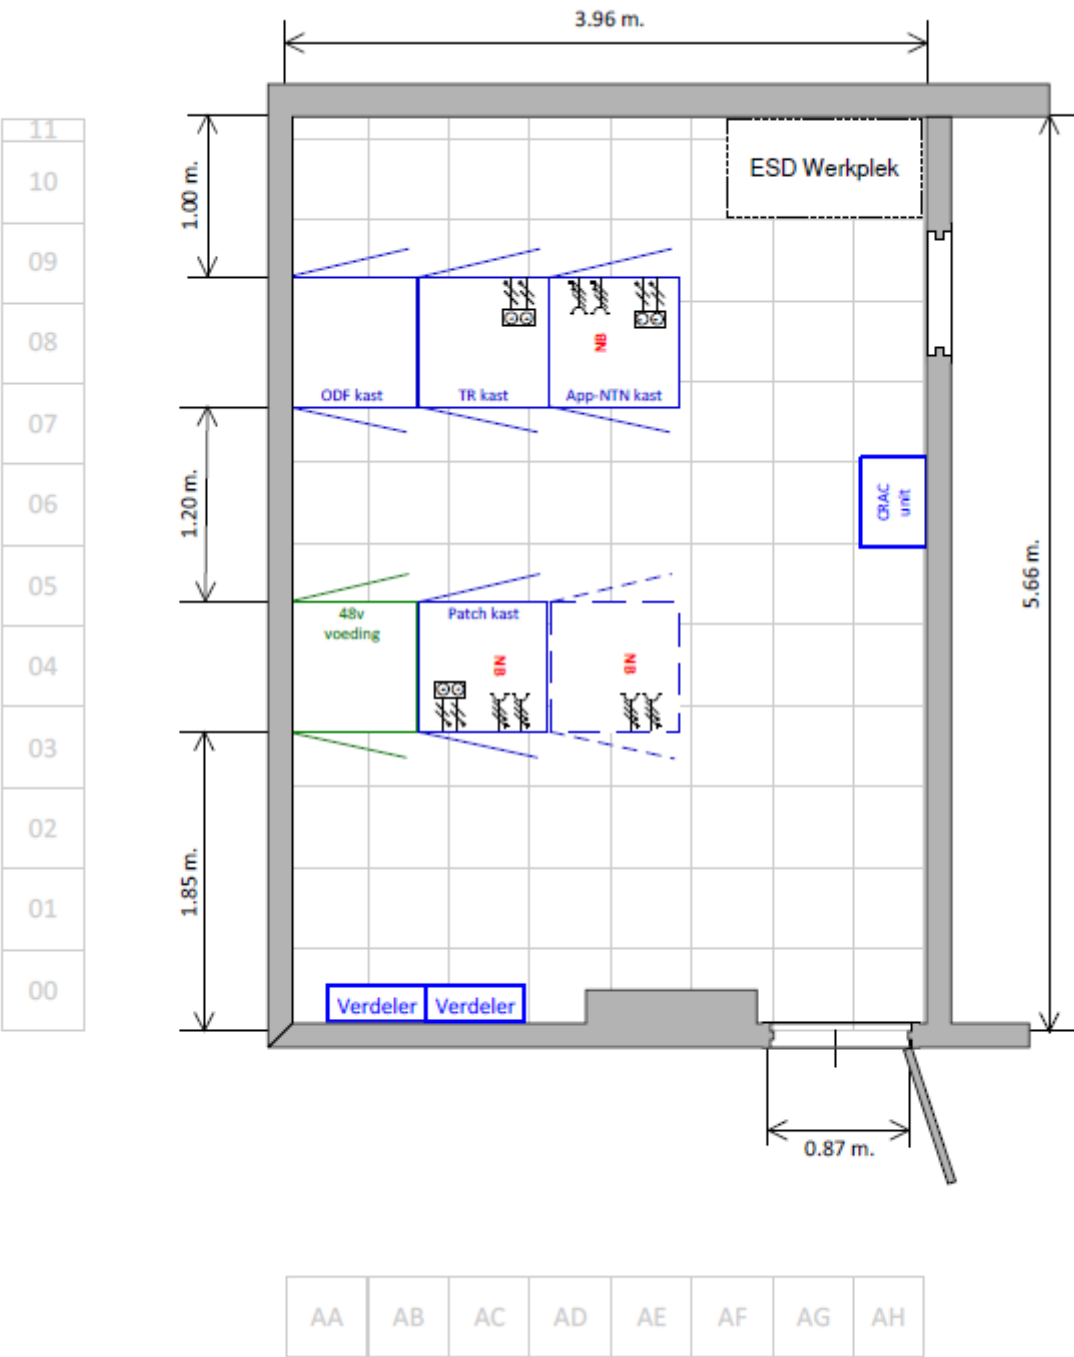 3.96 m.
11
10
09
08
07
06
05
04
03
02
01
00
1.00 m.
1.20 m.
1.85 m.
ESD Werkplek
NB
ODF kast
TR kast
App-NTN kast
CRAC
unit
5.66 m.
48v
voeding
Patch kast
NB
NB
Verdeler
Verdeler
0.87 m.
AA
AB
AC
AD
AE
AF
AG
AH